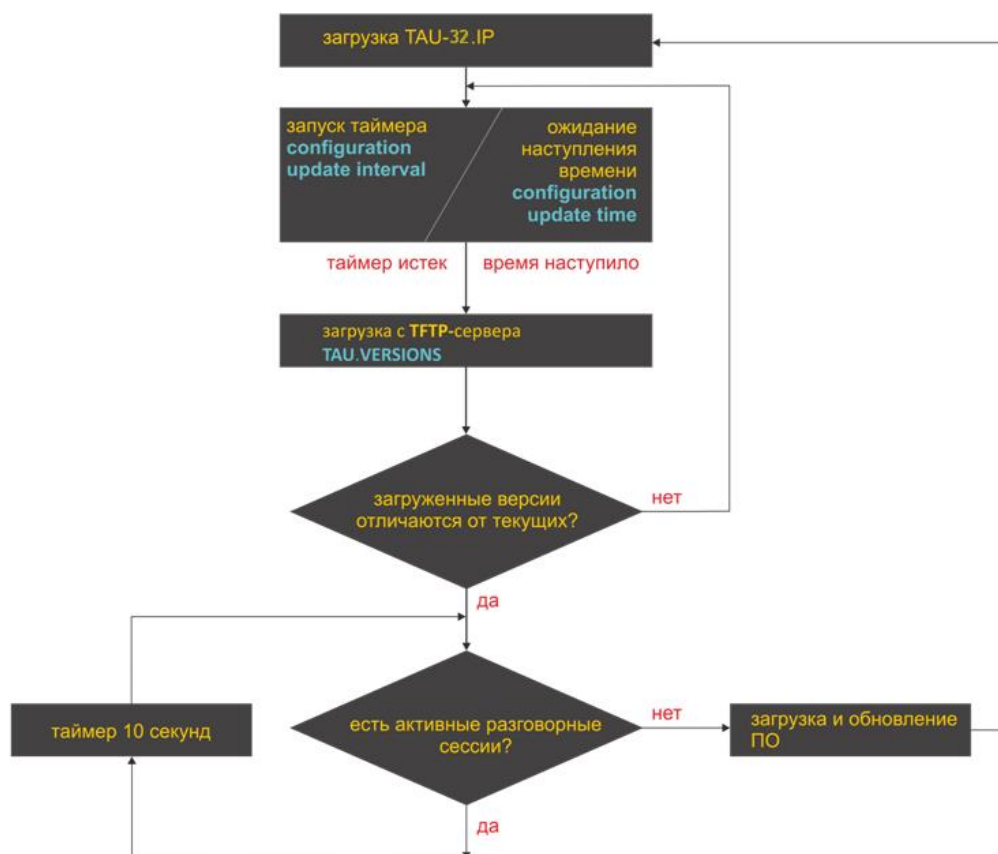 загрузка TAU-32.IP
запуск таймера
configuration
update interval
ожидание
наступления
времени
configuration
update time
таймер истек
время наступило
загрузка с TFTP-сервера
TAU.VERSIONS
загруженные версии
отличаются от текущих?
нет
да
таймер 10 секунд
есть активные разговорные
сессии?
нет
загрузка и обновление
ПО
да